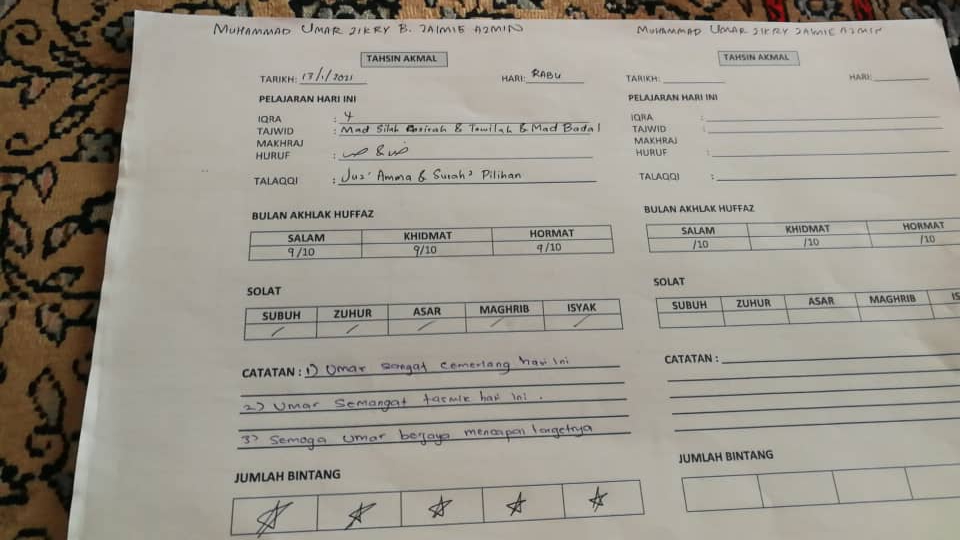 MUHAMMAD UMAR ZIKRY B. JAIMIE AZMIN
TAHSIN AKMAL
TARIKH: 17/1/2021 HARI: RABU
PELAJARAN HARI INI
IQRA : 4
TAJWID : Mad Silah Qasirah & Towilah & Mad Badal
MAKHRAJ
HURUF : ص & ض
TALAQQI : Juz' Amma & Surah² Pilihan
BULAN AKHLAK HUFFAZ
SALAM KHIDMAT HORMAT
9/10 9/10 9/10
SOLAT
SUBUH ZUHUR ASAR MAGHRIB ISYAK
/ / / / /
CATATAN : 1) Umar sangat cemerlang hari ini
2) Umar Semangat tasmik hari ini .
3) Semoga Umar berjaya mencapai
JUMLAH BINTANG
MUHAMMAD UMAR ZIKRY JAIMIE AZMIN
TAHSIN AKMAL
TARIKH: HARI:
PELAJARAN HARI INI
IQRA :
TAJWID :
MAKHRAJ
HURUF :
TALAQQI :
BULAN AKHLAK HUFFAZ
SALAM KHIDMAT HORMAT
/10 /10 /10
SOLAT
SUBUH ZUHUR ASAR MAGHRIB IS
CATATAN :
JUMLAH BINTANG